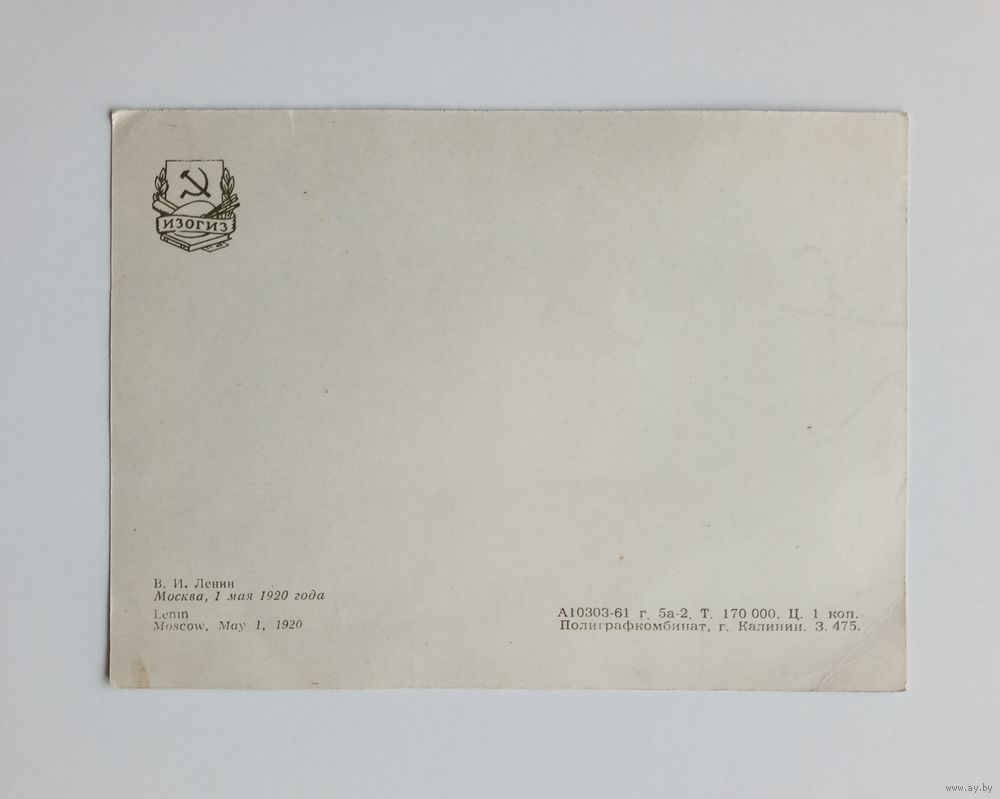 ИЗОГИЗ
В. И. Ленин
Москва, 1 мая 1920 года
Lenin
Moscow, May 1, 1920
А10303-61 г. 5а-2. Т. 170 000. Ц. 1 коп.
Полиграфкомбинат, г. Калинин. З. 475.
www.ay.by